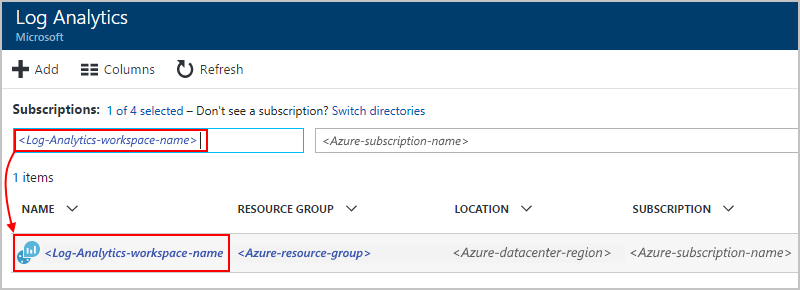 Log Analytics
Microsoft
Add Columns Refresh
Subscriptions: 1 of 4 selected – Don't see a subscription? Switch directories
<Log-Analytics-workspace-name> <Azure-subscription-name>
1 items
NAME RESOURCE GROUP LOCATION SUBSCRIPTION
<Log-Analytics-workspace-name <Azure-resource-group> <Azure-datacenter-region> <Azure-subscription-name>